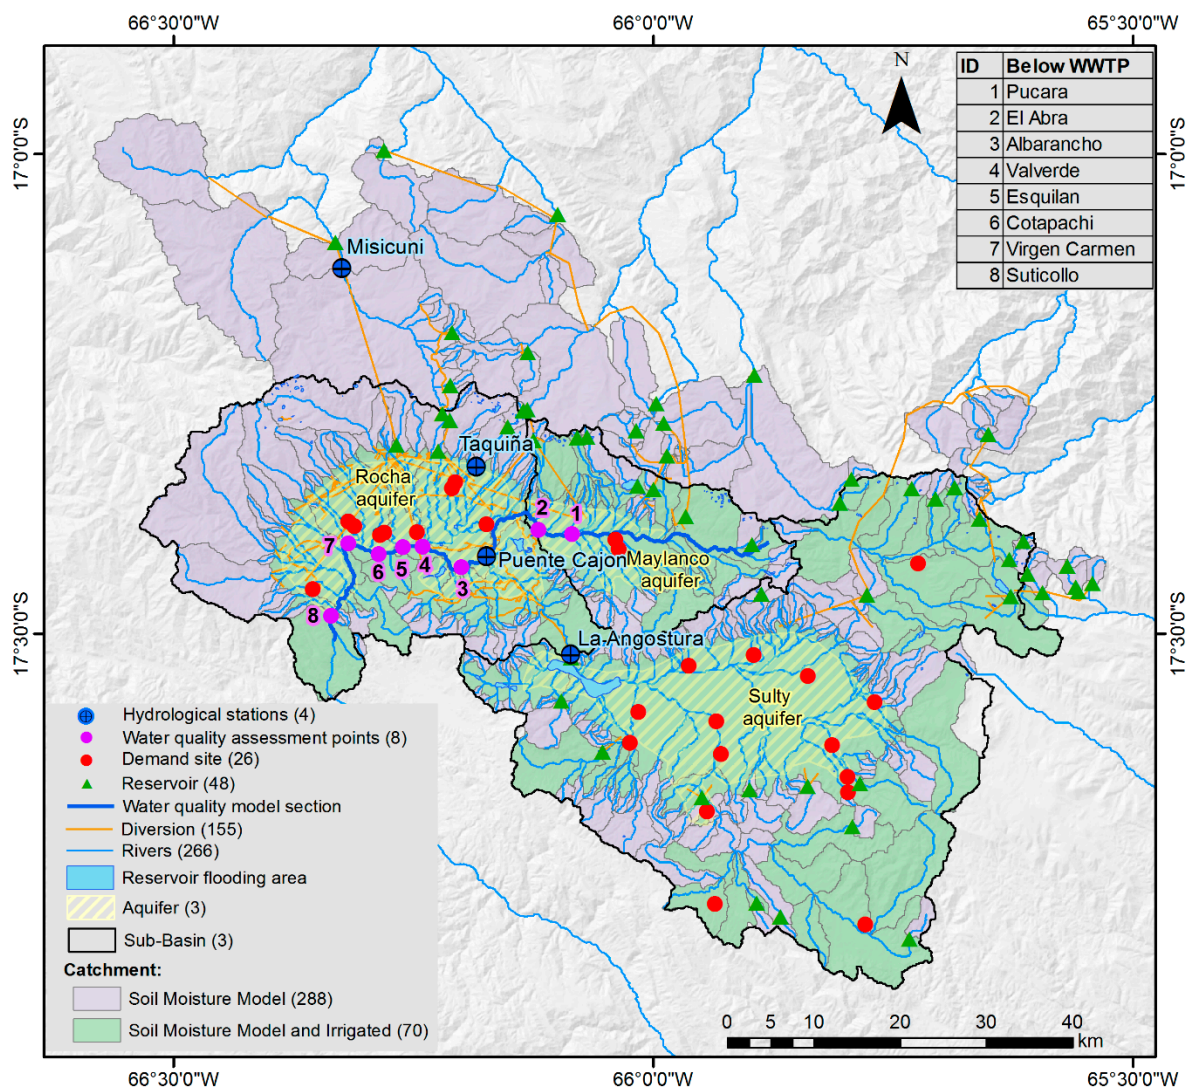 66°30'0"W 66°0'0"W 65°30'0"W
17°0'0"S
17°30'0"S
17°0'0"S
17°30'0"S
N
ID Below WWTP
1 Pucara
2 El Abra
3 Albarancho
4 Valverde
5 Esquilan
6 Cotapachi
7 Virgen Carmen
8 Suticollo
Misicuni
Taquiña
Rocha
aquifer
2 1
7 6 5 4 3
Puente Cajon
Maylanco
aquifer
8
La Angostura
Sulty
aquifer
Hydrological stations (4)
Water quality assessment points (8)
Demand site (26)
Reservoir (48)
Water quality model section
Diversion (155)
Rivers (266)
Reservoir flooding area
Aquifer (3)
Sub-Basin (3)
Catchment:
Soil Moisture Model (288)
Soil Moisture Model and Irrigated (70)
0 5 10 20 30 40
km
66°30'0"W 66°0'0"W 65°30'0"W